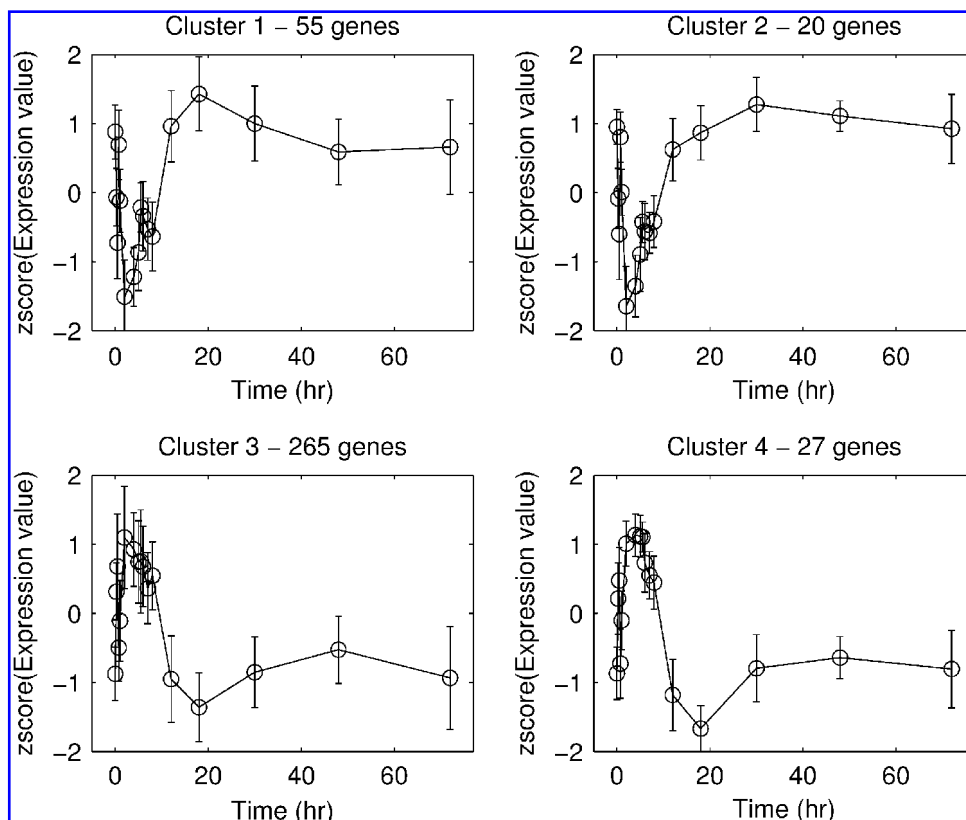 Cluster 1 – 55 genes
zscore(Expression value)
2
1
0
−1
−2
0 20 40 60
Time (hr)
Cluster 2 – 20 genes
zscore(Expression value)
2
1
0
−1
−2
0 20 40 60
Time (hr)
Cluster 3 – 265 genes
zscore(Expression value)
2
1
0
−1
−2
0 20 40 60
Time (hr)
Cluster 4 – 27 genes
zscore(Expression value)
2
1
0
−1
−2
0 20 40 60
Time (hr)